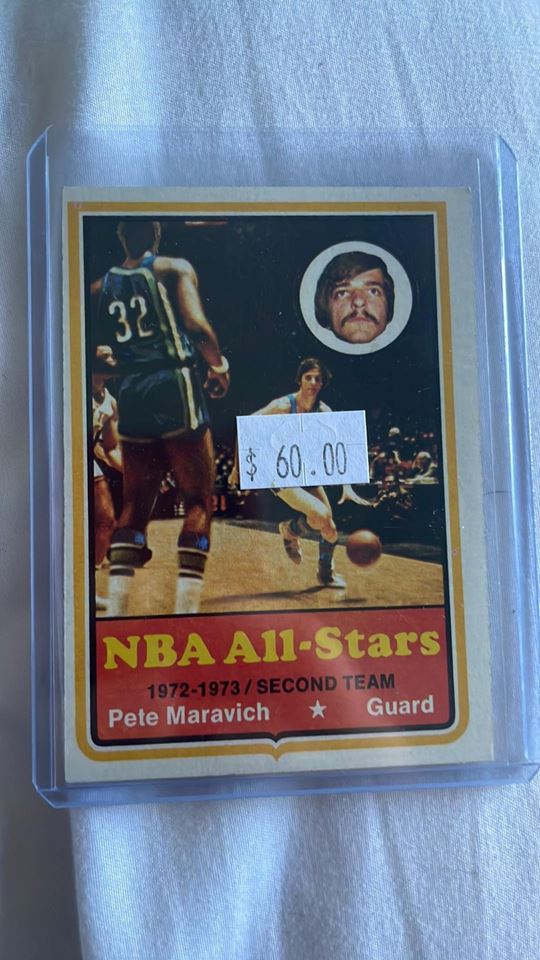 32
$ 60.00
NBA All-Stars
1972-1973 / SECOND TEAM
Pete Maravich ★ Guard